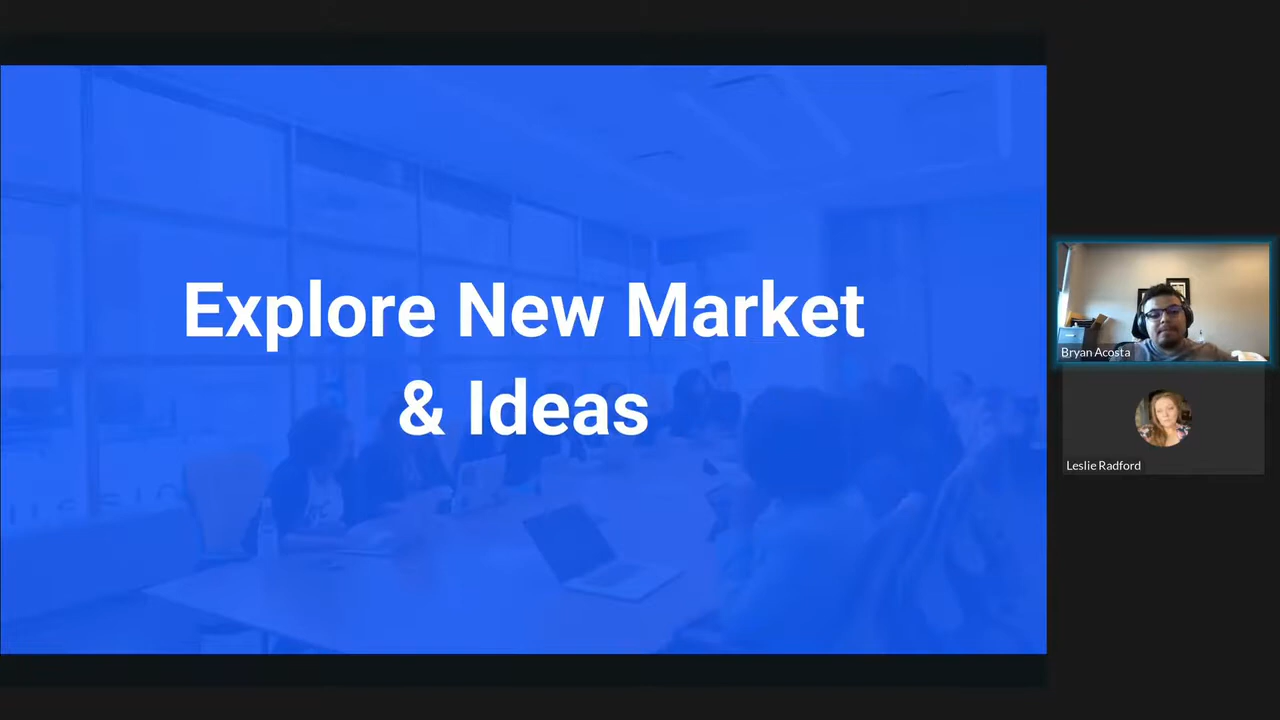 Explore New Market
& Ideas
Bryan Acosta
Leslie Radford